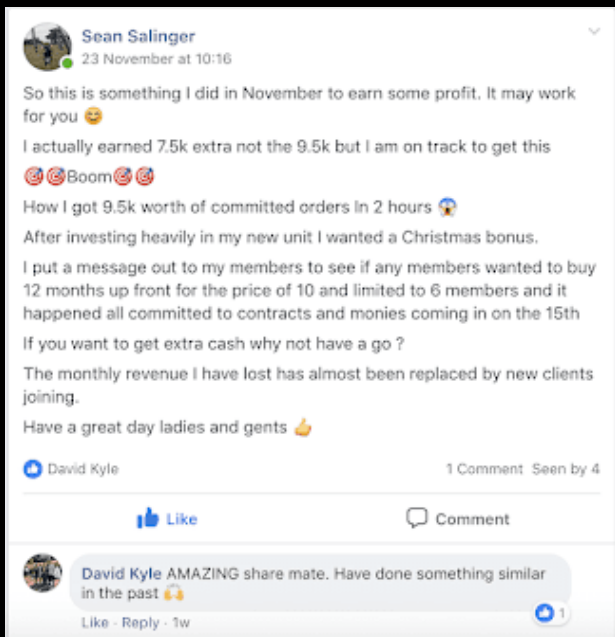 Sean Salinger
23 November at 10:16
So this is something I did in November to earn some profit. It may work
for you 😊
I actually earned 7.5k extra not the 9.5k but I am on track to get this
🎯🎯Boom🎯🎯
How I got 9.5k worth of committed orders In 2 hours 😱
After investing heavily in my new unit I wanted a Christmas bonus.
I put a message out to my members to see if any members wanted to buy
12 months up front for the price of 10 and limited to 6 members and it
happened all committed to contracts and monies coming in on the 15th
If you want to get extra cash why not have a go ?
The monthly revenue I have lost has almost been replaced by new clients
joining.
Have a great day ladies and gents 👍
David Kyle
1 Comment Seen by 4
Like
Comment
David Kyle AMAZING share mate. Have done something similar
in the past 🙌
Like · Reply · 1w
1